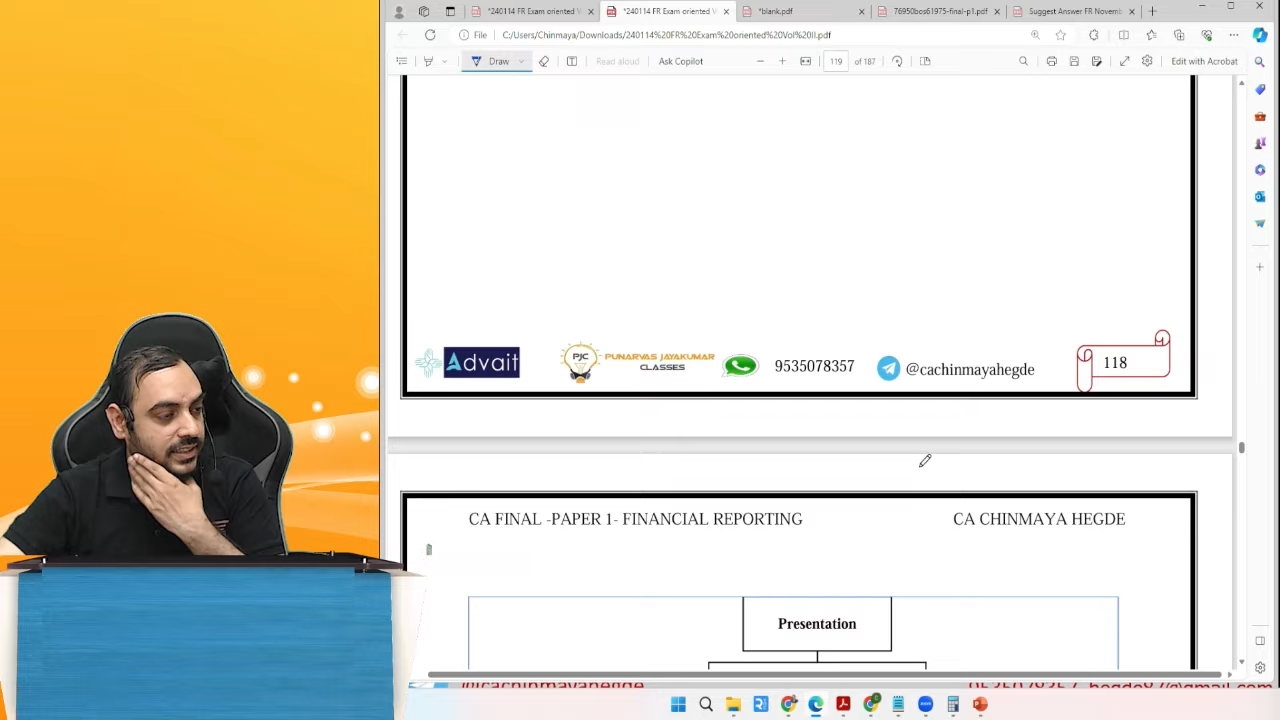 *240114 FR Exam oriented V
*240114 FR Exam oriented V
*blank.pdf
76950bos61975-final-p1.pdf
Suggest Answer FR Novemb
File
C:/Users/Chinmaya/Downloads/240114%20FR%20Exam%20oriented%20Vol%20II.pdf
Draw
Read aloud
Ask Copilot
119
of 187
Edit with Acrobat
Advait
PJC
PUNARVAS JAYAKUMAR
CLASSES
9535078357
@cachinmayahegde
118
CA FINAL -PAPER 1- FINANCIAL REPORTING
CA CHINMAYA HEGDE
Presentation
@cachinmayahegde
9535078357